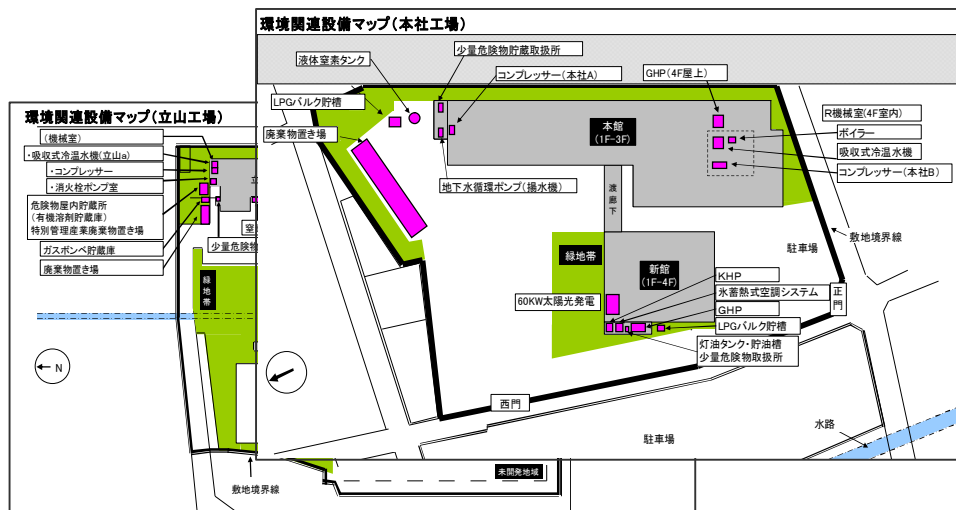 環境関連設備マップ(本社工場)
少量危険物貯蔵取扱所
液体窒素タンク
コンプレッサー(本社A)
GHP(4F屋上)
LPGバルク貯槽
R機械室(4F室内)
廃棄物置き場
本館
(1F-3F)
ボイラー
吸収式冷温水機
コンプレッサー(本社B)
地下水循環ポンプ(揚水機)
渡廊下
敷地境界線
駐車場
緑地帯
新館
(1F-4F)
KHP
氷蓄熱式空調システム
60KW太陽光発電
GHP
正門
LPGバルク貯槽
灯油タンク・貯油槽
少量危険物取扱所
西門
水路
駐車場
環境関連設備マップ(立山工場)
(機械室)
・吸収式冷温水機(立山a)
・コンプレッサー
・消火栓ポンプ室
危険物屋内貯蔵所
(有機溶剤貯蔵庫)
特別管理産業廃棄物置き場
ガスボンベ貯蔵庫
少量危険物
廃棄物置き場
緑地帯
N
未開発地域
敷地境界線